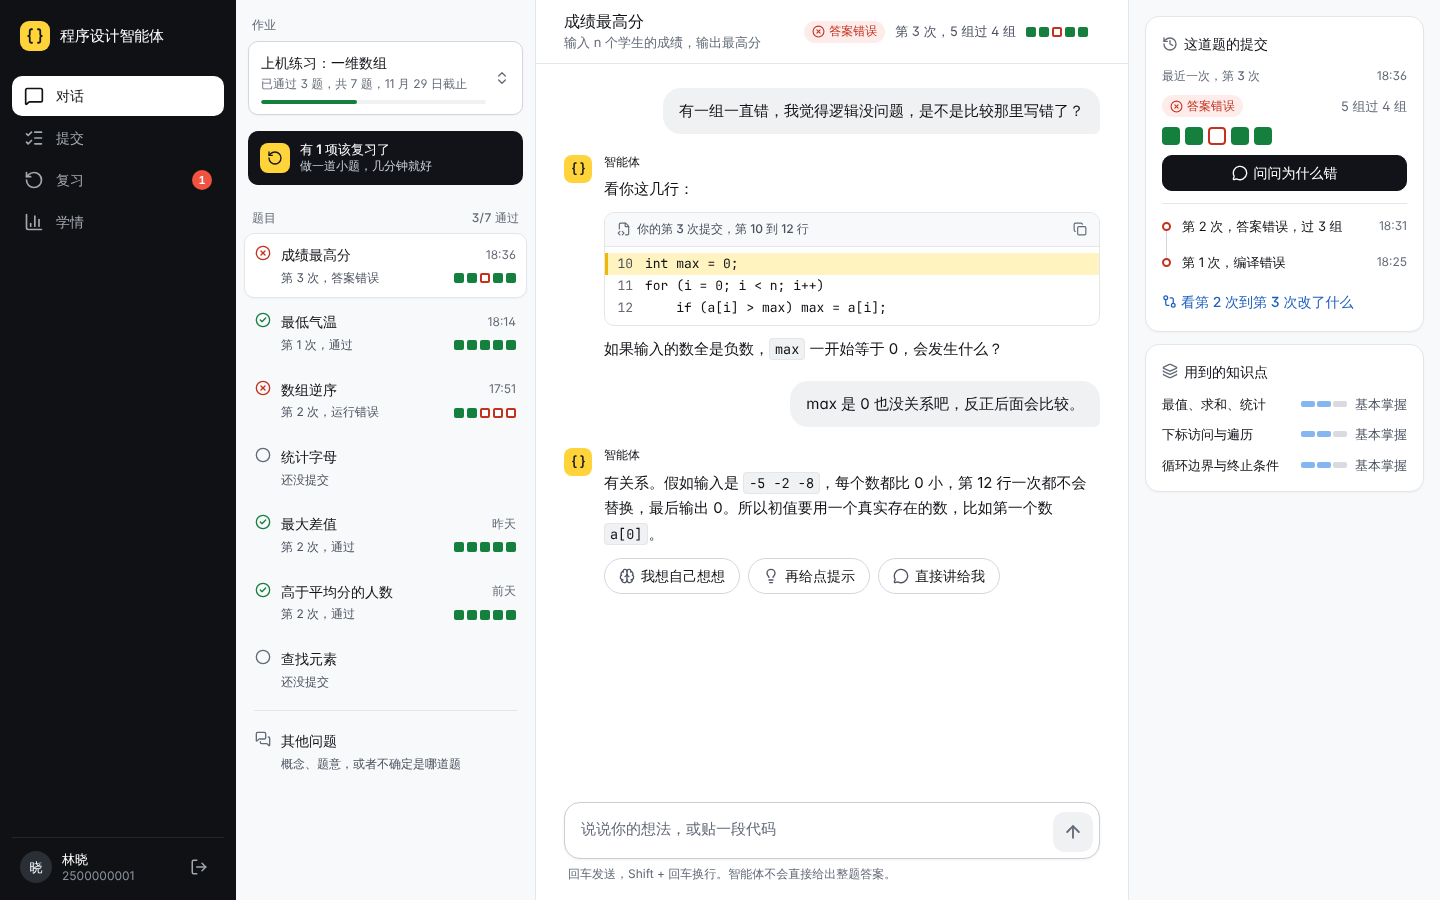 {} 程序设计智能体
对话
提交
复习 1
学情
晓 林晓
2500000001
作业
上机练习：一维数组
已通过 3 题，共 7 题，11 月 29 日截止
有 1 项该复习了
做一道小题，几分钟就好
题目 3/7 通过
成绩最高分 18:36
第 3 次，答案错误
最低气温 18:14
第 1 次，通过
数组逆序 17:51
第 2 次，运行错误
统计字母
还没提交
最大差值 昨天
第 2 次，通过
高于平均分的人数 前天
第 2 次，通过
查找元素
还没提交
其他问题
概念、题意，或者不确定是哪道题
成绩最高分
输入 n 个学生的成绩，输出最高分
答案错误 第 3 次，5 组过 4 组
有一组一直错，我觉得逻辑没问题，是不是比较那里写错了？
{} 智能体
看你这几行：
你的第 3 次提交，第 10 到 12 行
10 int max = 0;
11 for (i = 0; i < n; i++)
12     if (a[i] > max) max = a[i];
如果输入的数全是负数，max 一开始等于 0，会发生什么？
max 是 0 也没关系吧，反正后面会比较。
{} 智能体
有关系。假如输入是 -5 -2 -8，每个数都比 0 小，第 12 行一次都不会
替换，最后输出 0。所以初值要用一个真实存在的数，比如第一个数
a[0]。
我想自己想想 再给点提示 直接讲给我
说说你的想法，或贴一段代码
回车发送，Shift + 回车换行。智能体不会直接给出整题答案。
这道题的提交
最近一次，第 3 次 18:36
答案错误 5 组过 4 组
问问为什么错
第 2 次，答案错误，过 3 组 18:31
第 1 次，编译错误 18:25
看第 2 次到第 3 次改了什么
用到的知识点
最值、求和、统计 基本掌握
下标访问与遍历 基本掌握
循环边界与终止条件 基本掌握